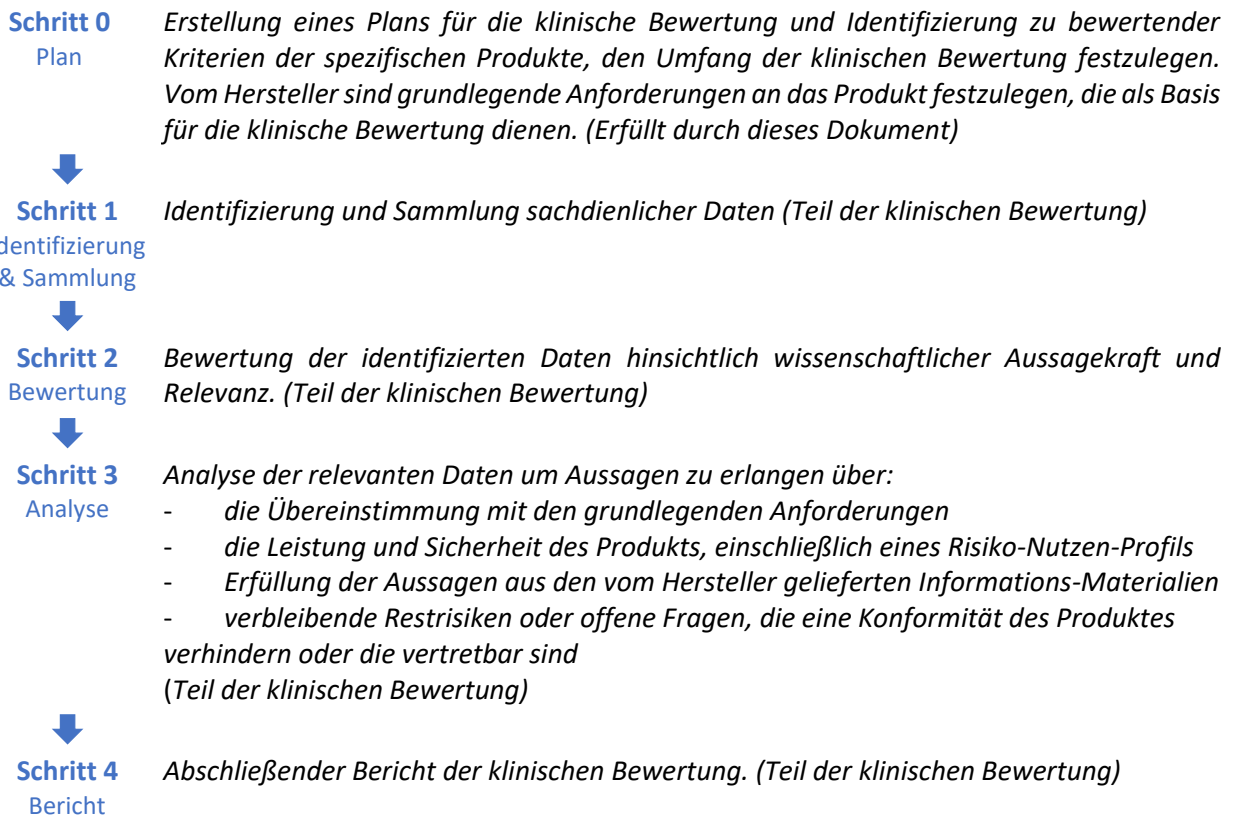 Schritt 0
Plan
Erstellung eines Plans für die klinische Bewertung und Identifizierung zu bewertender
Kriterien der spezifischen Produkte, den Umfang der klinischen Bewertung festzulegen.
Vom Hersteller sind grundlegende Anforderungen an das Produkt festzulegen, die als Basis
für die klinische Bewertung dienen. (Erfüllt durch dieses Dokument)
Schritt 1
dentifizierung
& Sammlung
Identifizierung und Sammlung sachdienlicher Daten (Teil der klinischen Bewertung)
Schritt 2
Bewertung
Bewertung der identifizierten Daten hinsichtlich wissenschaftlicher Aussagekraft und
Relevanz. (Teil der klinischen Bewertung)
Schritt 3
Analyse
Analyse der relevanten Daten um Aussagen zu erlangen über:
- die Übereinstimmung mit den grundlegenden Anforderungen
- die Leistung und Sicherheit des Produkts, einschließlich eines Risiko-Nutzen-Profils
- Erfüllung der Aussagen aus den vom Hersteller gelieferten Informations-Materialien
- verbleibende Restrisiken oder offene Fragen, die eine Konformität des Produktes
verhindern oder die vertretbar sind
(Teil der klinischen Bewertung)
Schritt 4
Bericht
Abschließender Bericht der klinischen Bewertung. (Teil der klinischen Bewertung)